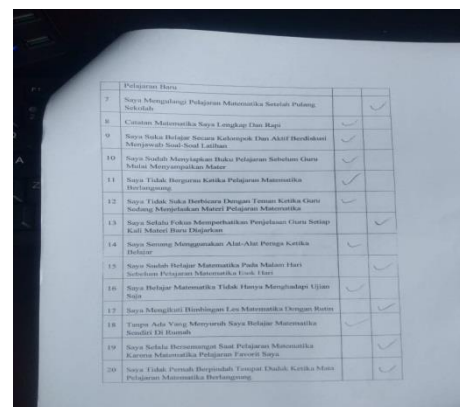 Pelajaran Baru
7 Saya Mengulangi Pelajaran Matematika Setelah Pulang
Sekolah
8 Catatan Matematika Saya Lengkap Dan Rapi
9 Saya Suka Belajar Secara Kelompok Dan Aktif Berdiskusi
Menjawab Soal-Soal Latihan
10 Saya Sudah Menyiapkan Buku Pelajaran Sebelum Guru
Mulai Menyampaikan Mater
11 Saya Tidak Bergurau Ketika Pelajaran Matematika
Berlangsung
12 Saya Tidak Suka Berbicara Dengan Teman Ketika Guru
Sedang Menjelaskan Materi Pelajaran Matematika
13 Saya Selalu Fokus Memperhatikan Penjelasan Guru Setiap
Kali Materi Baru Diajarkan
14 Saya Senang Menggunakan Alat-Alat Peraga Ketika
Belajar
15 Saya Sudah Belajar Matematika Pada Malam Hari
Sebelum Pelajaran Matematika Esok Hari
16 Saya Belajar Matematika Tidak Hanya Menghadapi Ujian
Saja
17 Saya Mengikuti Bimbingan Les Matematika Dengan Rutin
18 Tanpa Ada Yang Menyuruh Saya Belajar Matematika
Sendiri Di Rumah
19 Saya Selalu Bersemangat Saat Pelajaran Matematika
Karena Matematika Pelajaran Favorit Saya
20 Saya Tidak Pernah Berpindah Tempat Duduk Ketika Mata
Pelajaran Matematika Berlangsung